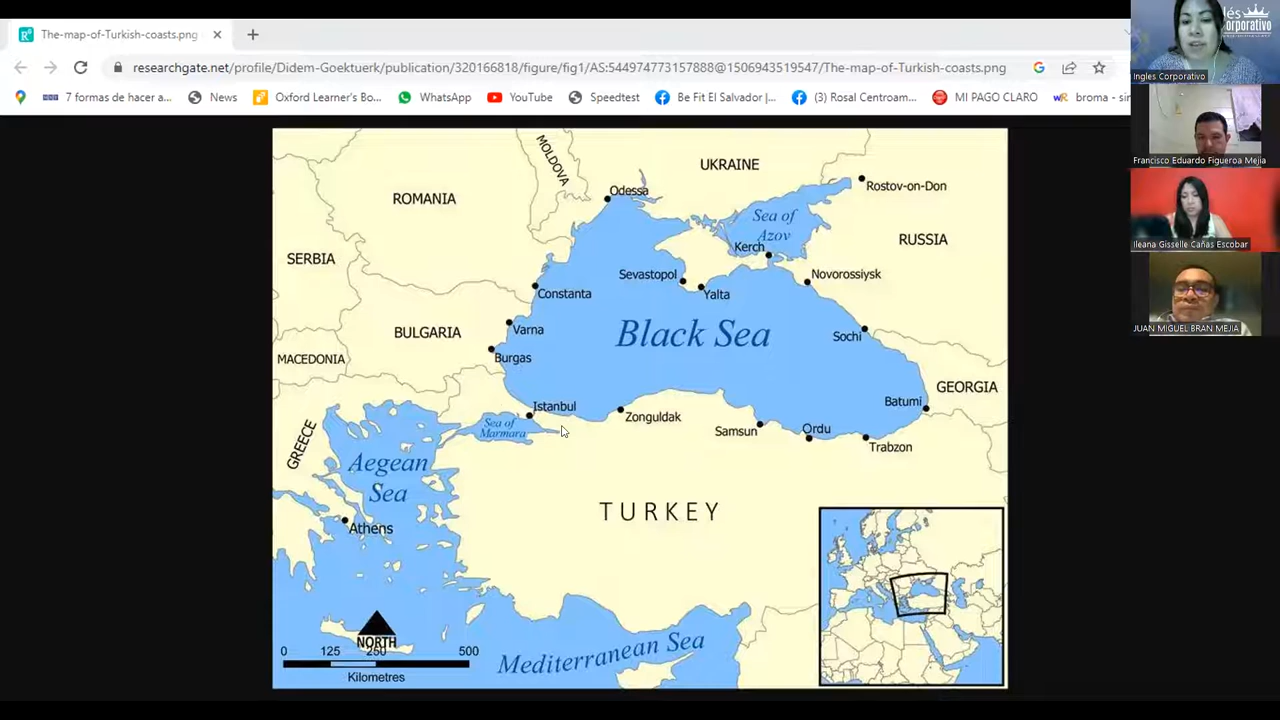 The-map-of-Turkish-coasts.png
researchgate.net/profile/Didem-Goektuerk/publication/320166818/figure/fig1/AS:544974773157888@1506943519547/The-map-of-Turkish-coasts.png
7 formas de hacer a...
News
Oxford Learner's Bo...
WhatsApp
YouTube
Speedtest
Be Fit El Salvador |...
(3) Rosal Centroam...
MI PAGO CLARO
broma - sin
MOLDOVA
UKRAINE
ROMANIA
Odessa
Rostov-on-Don
Sea of
Azov
RUSSIA
Kerch
SERBIA
Sevastopol
Novorossiysk
Yalta
Constanta
BULGARIA
Varna
Black Sea
Sochi
MACEDONIA
Burgas
GEORGIA
Batumi
Istanbul
Zonguldak
Sea of
Marmara
Samsun
Ordu
Trabzon
GREECE
Aegean
Sea
TURKEY
Athens
NORTH
Mediterranean Sea
0 125 250 500
Kilometres
lés
orporativo
Ingles Corporativo
Francisco Eduardo Figueroa Mejia
Ileana Gisselle Cañas Escobar
JUAN MIGUEL BRAN MEJIA